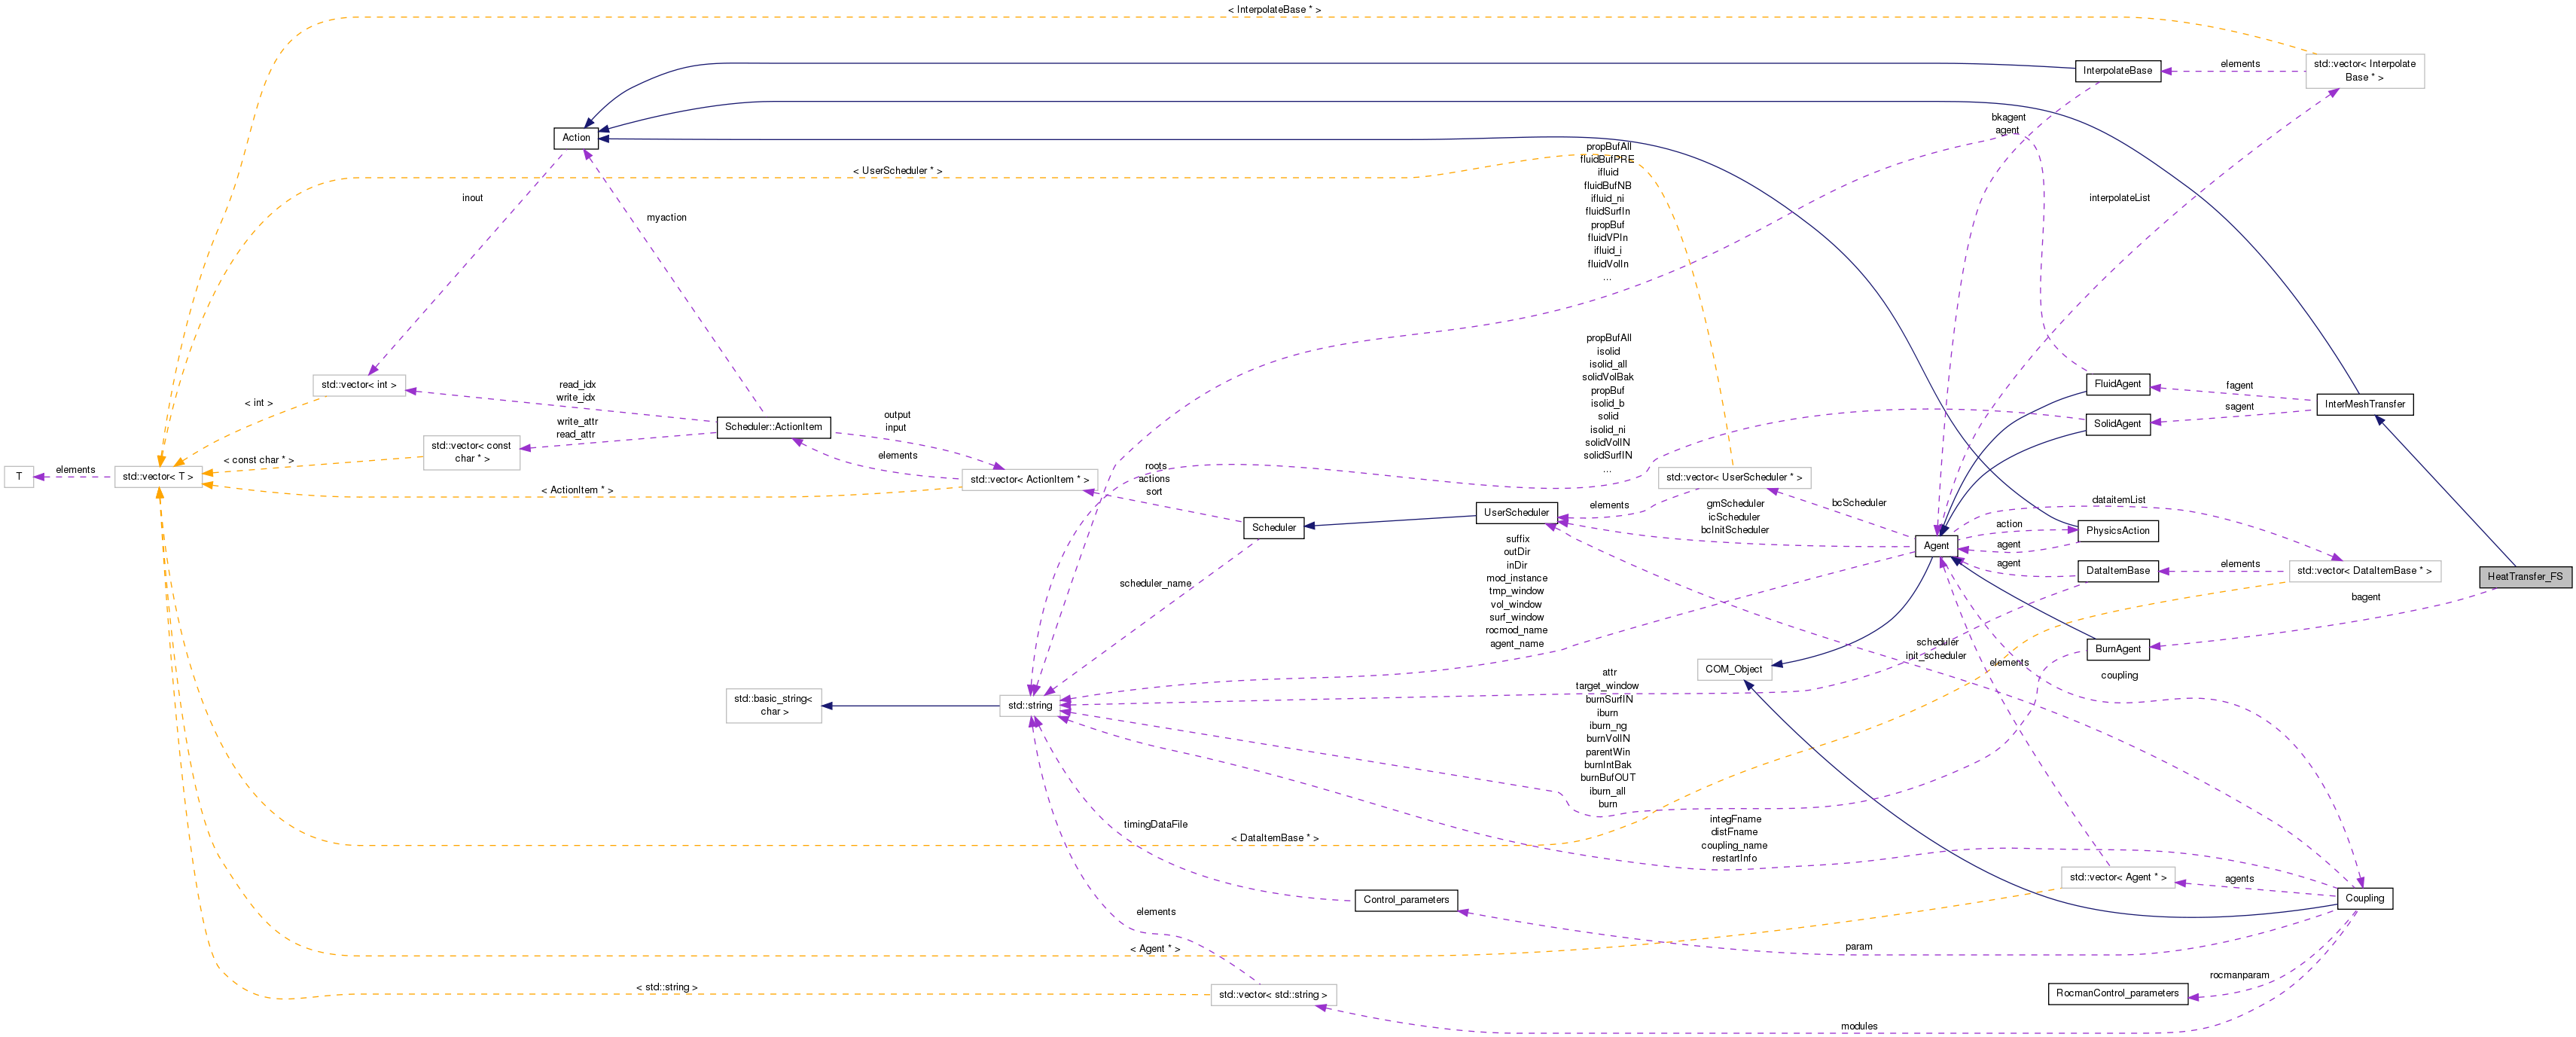 < InterpolateBase * >
std::vector< Interpolate
Base * >
elements
InterpolateBase
bkagent
agent
Action
propBufAll
fluidBufPRE
ifluid
fluidBufNB
ifluid_ni
fluidSurfIn
propBuf
fluidVPIn
ifluid_i
fluidVolIn
...
< UserScheduler * >
inout
myaction
interpolateList
propBufAll
isolid
isolid_all
solidVolBak
propBuf
isolid_b
solid
isolid_ni
solidVolIN
solidSurfIN
...
std::vector< int >
read_idx
write_idx
FluidAgent
fagent
InterMeshTransfer
sagent
SolidAgent
< int >
write_attr
read_attr
Scheduler::ActionItem
output
input
std::vector< const
char * >
< const char * >
elements
T
elements
std::vector< T >
std::vector< ActionItem * >
< ActionItem * >
roots
actions
sort
std::vector< UserScheduler * >
elements
bcScheduler
gmScheduler
icScheduler
bcInitScheduler
UserScheduler
Scheduler
dataitemList
action
PhysicsAction
agent
Agent
agent
DataItemBase
elements
std::vector< DataItemBase * >
HeatTransfer_FS
bagent
BurnAgent
scheduler_name
suffix
outDir
inDir
mod_instance
tmp_window
vol_window
surf_window
rocmod_name
agent_name
COM_Object
scheduler
init_scheduler
elements
coupling
std::basic_string<
char >
std::string
attr
target_window
burnSurfIN
iburn
iburn_ng
burnVolIN
parentWin
burnIntBak
burnBufOUT
iburn_all
burn
timingDataFile
< DataItemBase * >
integFname
distFname
coupling_name
restartInfo
std::vector< Agent * >
agents
Coupling
Control_parameters
elements
< Agent * >
param
rocmanparam
RocmanControl_parameters
< std::string >
std::vector< std::string >
modules